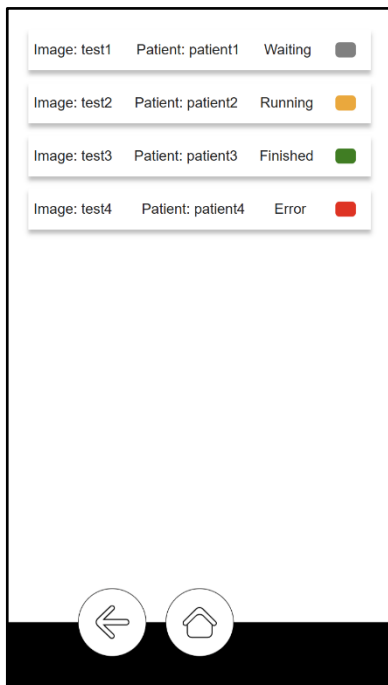 Image: test1 Patient: patient1 Waiting
Image: test2 Patient: patient2 Running
Image: test3 Patient: patient3 Finished
Image: test4 Patient: patient4 Error